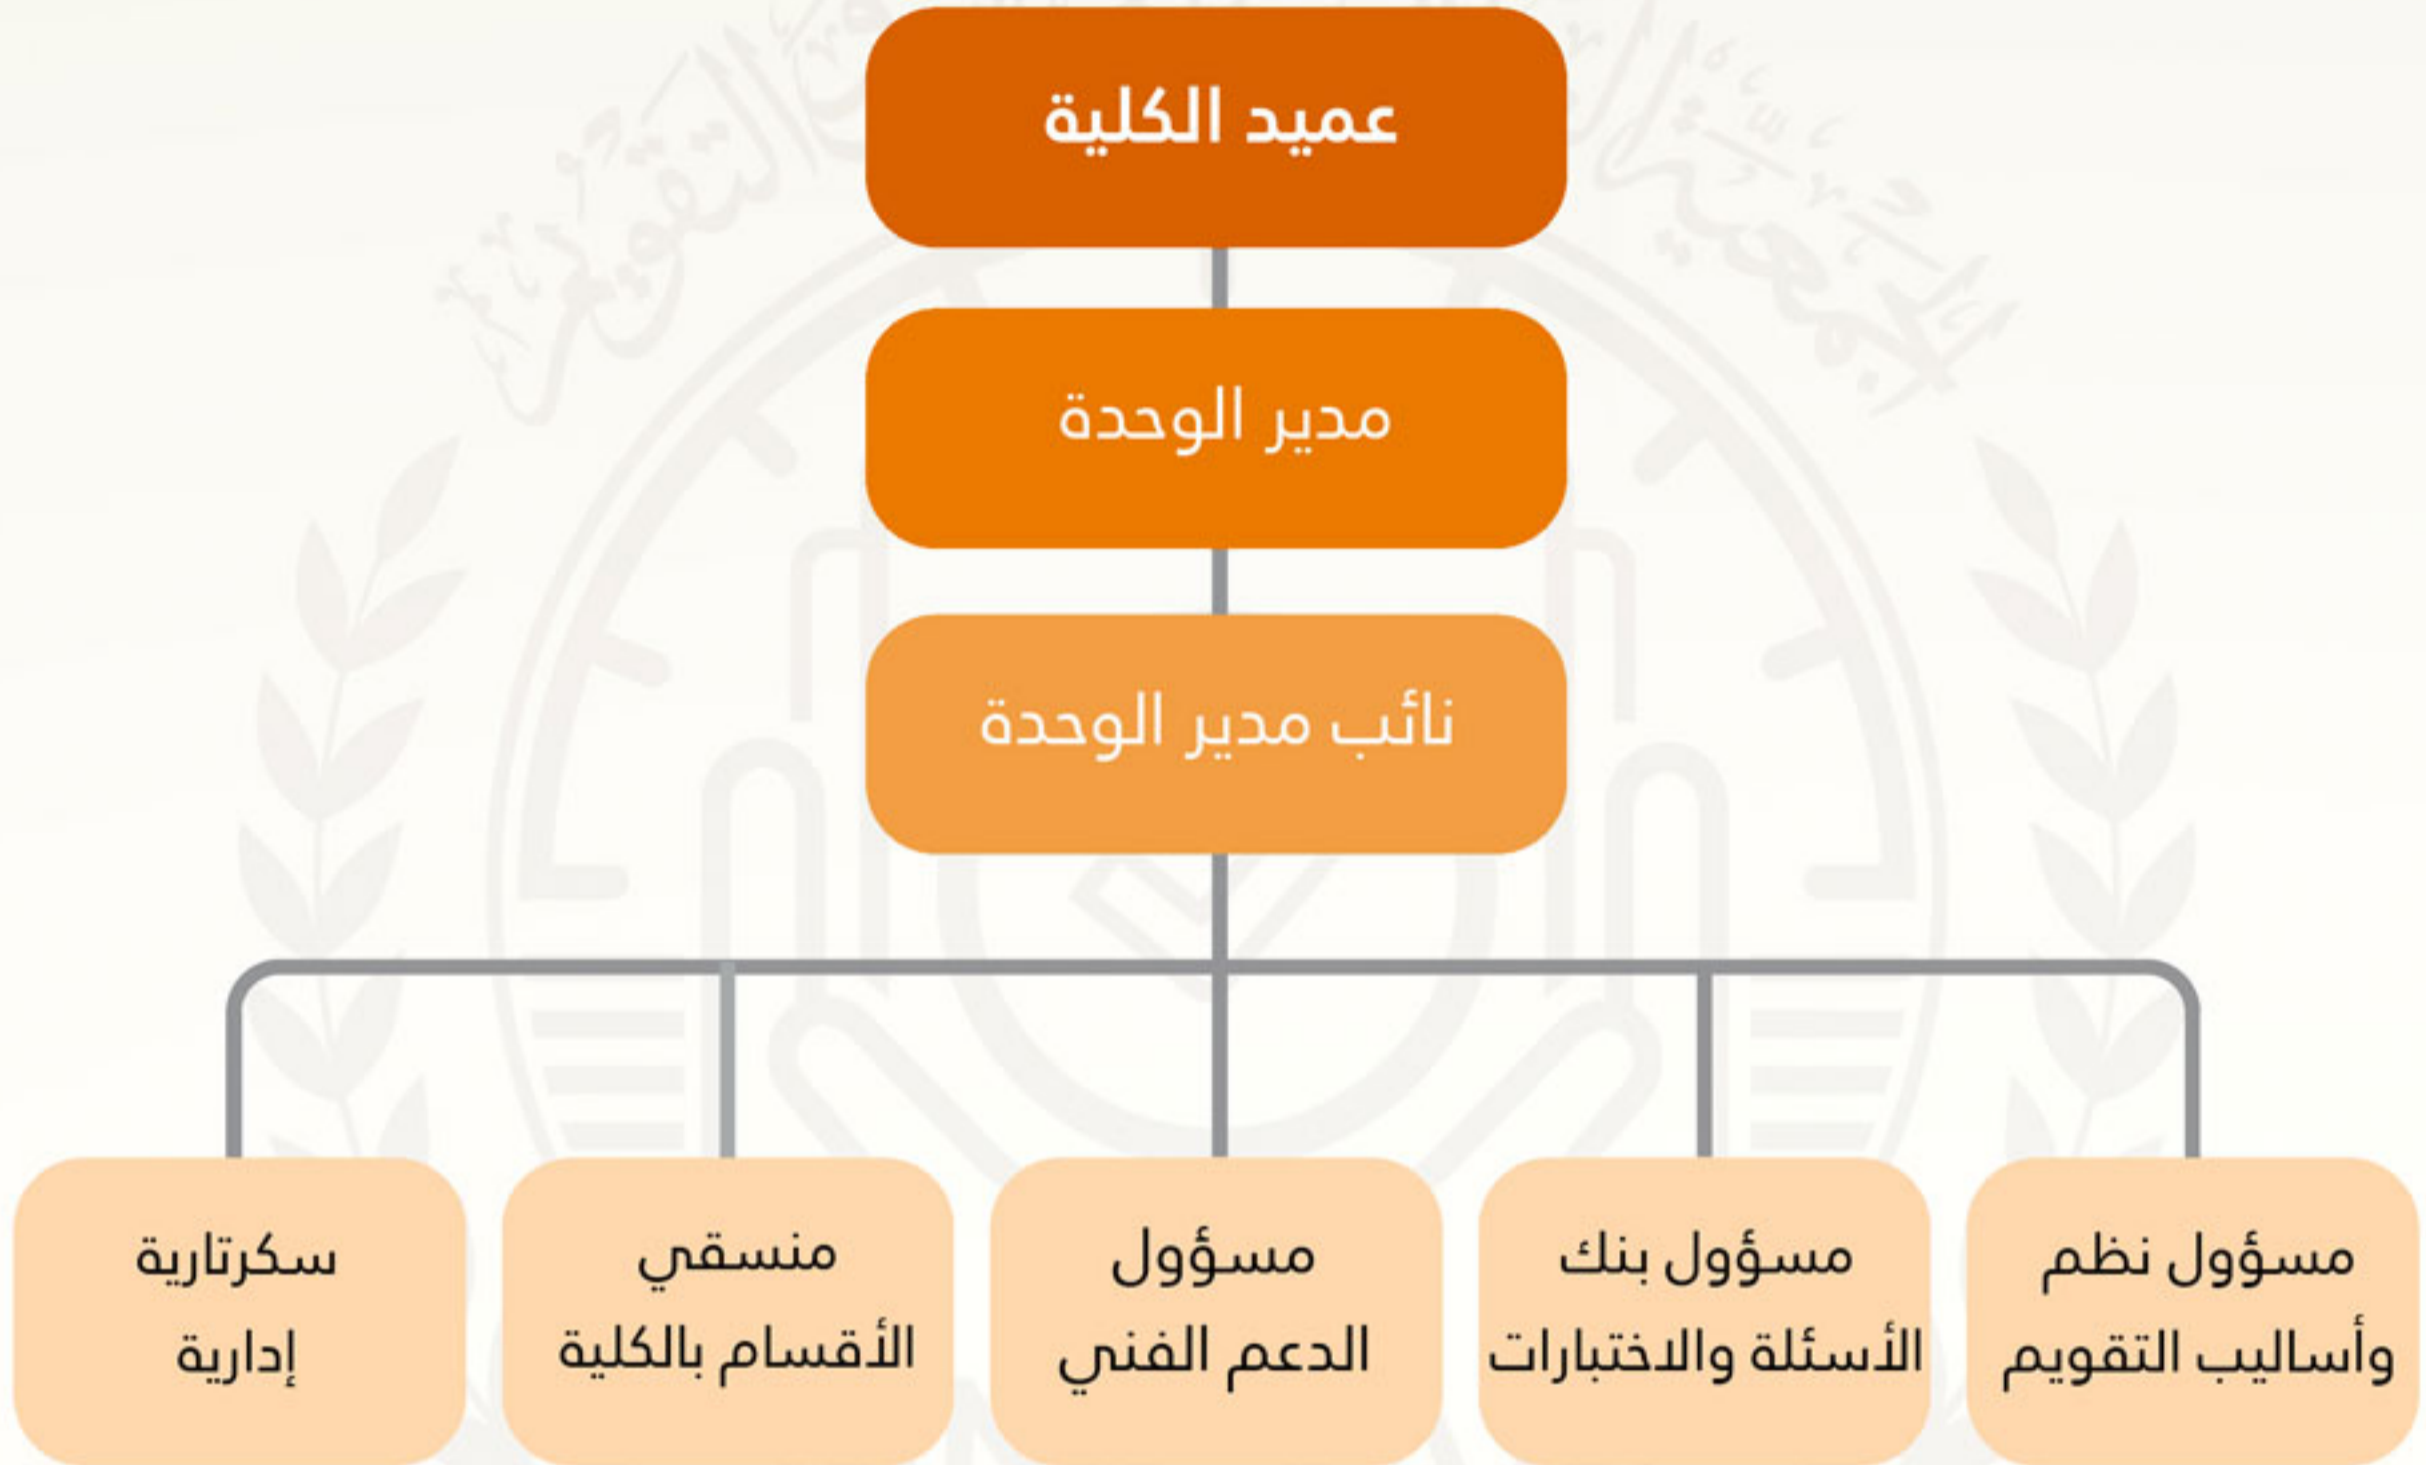 عميد الكلية
مدير الوحدة
نائب مدير الوحدة
مسؤول نظم
وأساليب التقويم
مسؤول بنك
الأسئلة والاختبارات
مسؤول
الدعم الفني
منسقي
الأقسام بالكلية
سكرتارية
إدارية